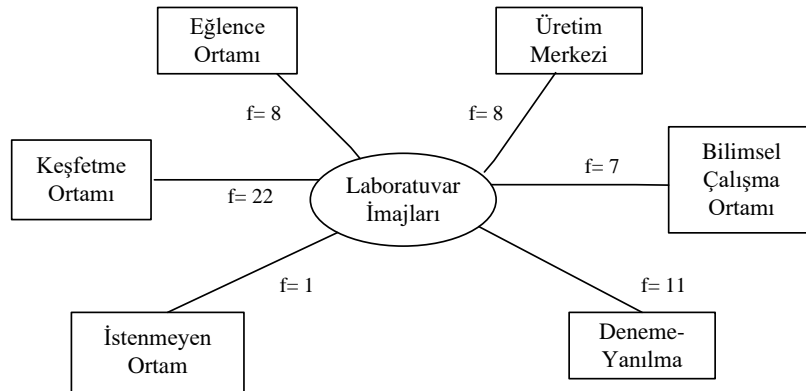 Eğlence
Ortamı
Üretim
Merkezi
f= 8
f= 8
Keşfetme
Ortamı
f= 22
Laboratuvar
İmajları
f= 7
Bilimsel
Çalışma
Ortamı
f= 1
f= 11
İstenmeyen
Ortam
Deneme-
Yanılma